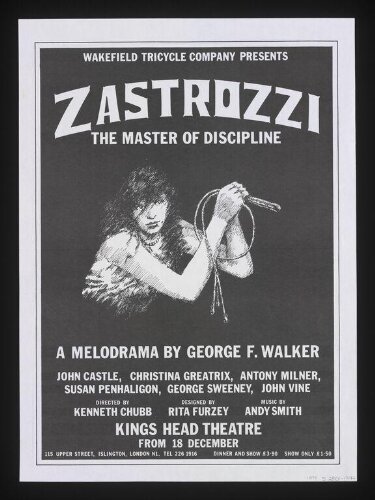 WAKEFIELD TRICYCLE COMPANY PRESENTS
ZASTROZZI
THE MASTER OF DISCIPLINE
A MELODRAMA BY GEORGE F. WALKER
JOHN CASTLE, CHRISTINA GREATRIX, ANTONY MILNER,
SUSAN PENHALIGON, GEORGE SWEENEY, JOHN VINE
DIRECTED BY DESIGNED BY MUSIC BY
KENNETH CHUBB RITA FURZEY ANDY SMITH
KINGS HEAD THEATRE
FROM 18 DECEMBER
115 UPPER STREET, ISLINGTON, LONDON N1. TEL 226 1916 DINNER AND SHOW £3·90 SHOW ONLY £1·50